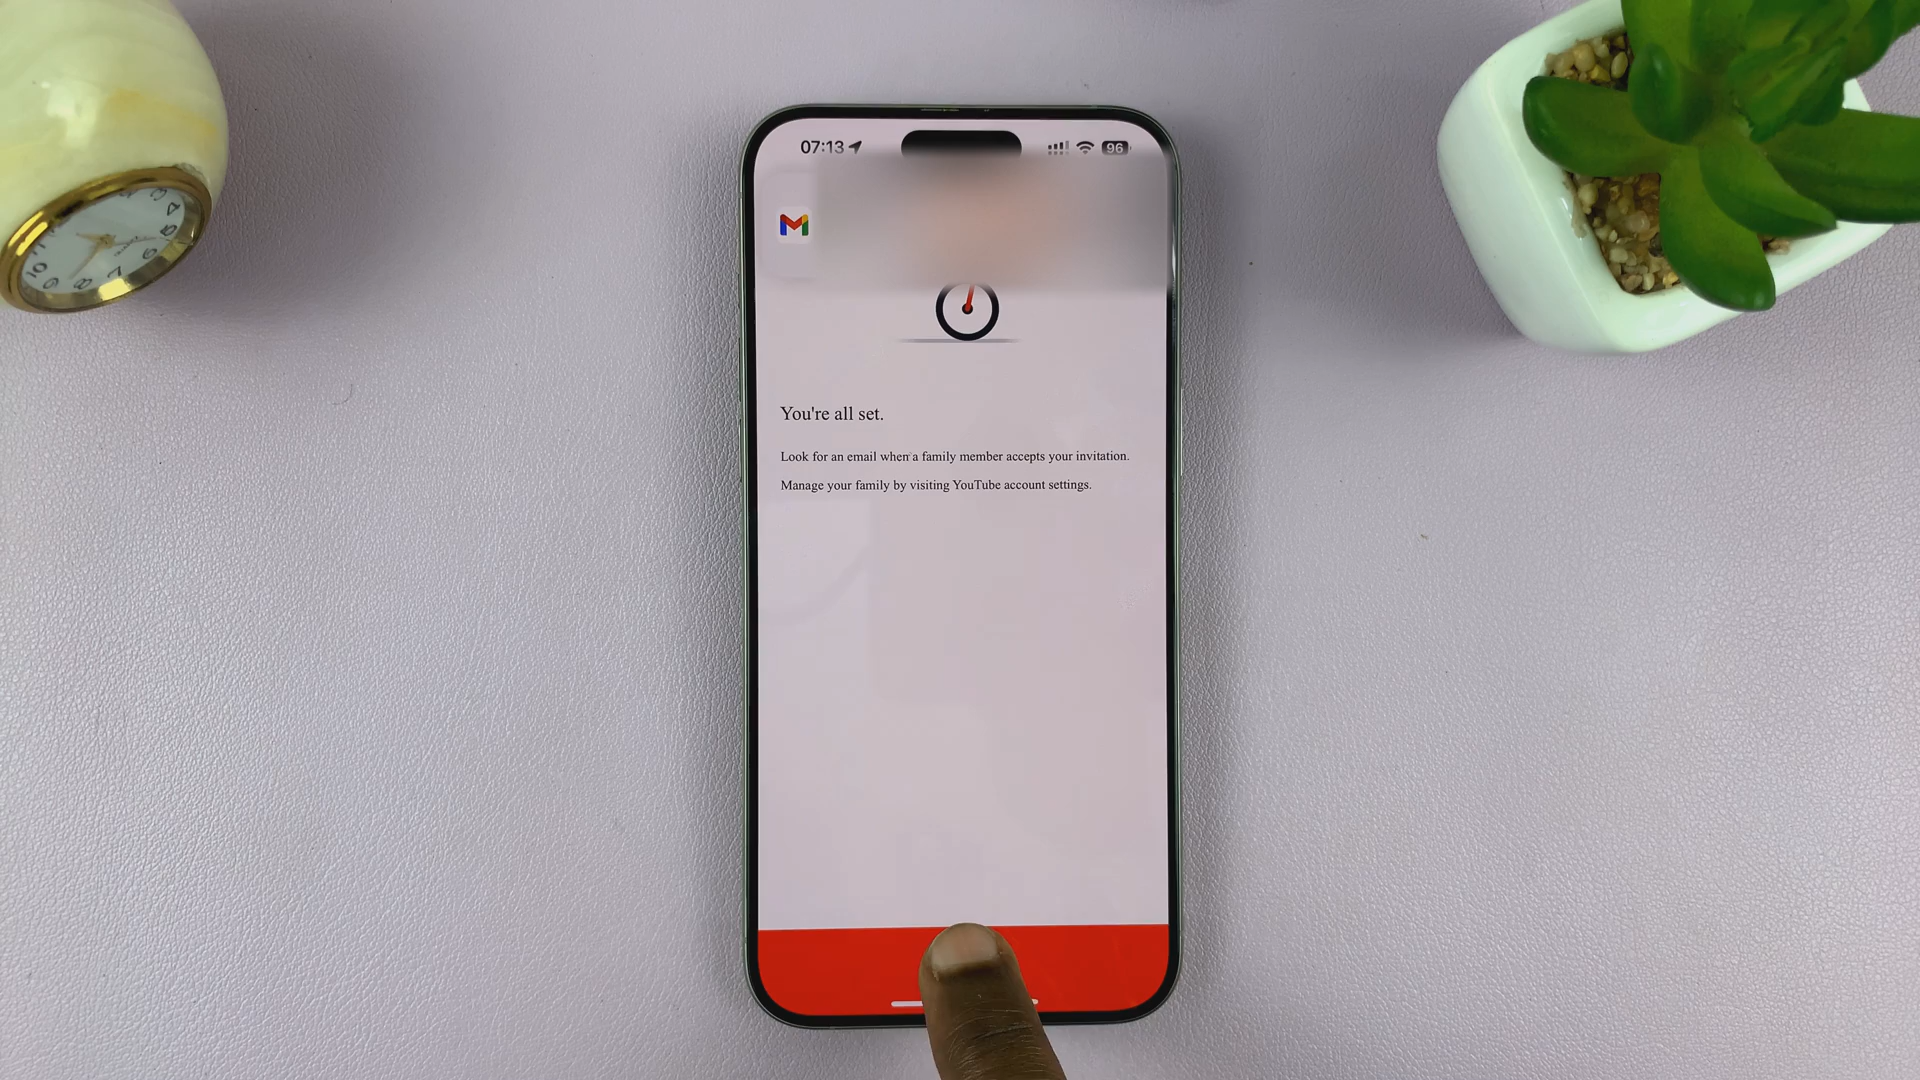 07:13
96
You're all set.
Look for an email when a family member accepts your invitation.
Manage your family by visiting YouTube account settings.